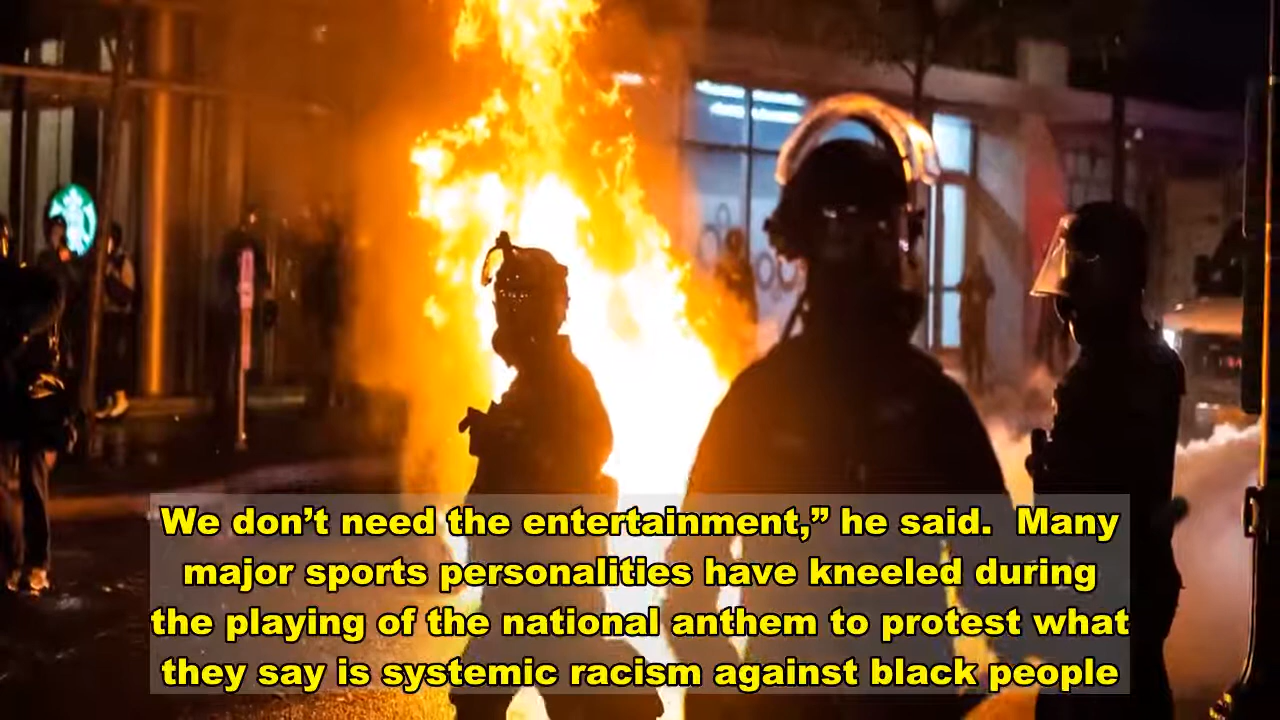 We don’t need the entertainment,” he said.  Many
major sports personalities have kneeled during
the playing of the national anthem to protest what
they say is systemic racism against black people